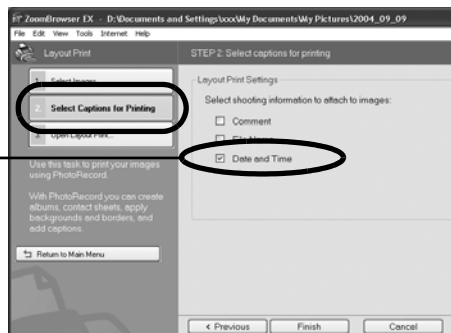 ZoomBrowser EX - D:\Documents and Settings\xxx\My Documents\My Pictures\2004_09_09
File Edit View Tools Internet Help
Layout Print
STEP 2: Select captions for printing
1. Select Images
2. Select Captions for Printing
3. Open Layout Print...
Use this task to print your images
using PhotoRecord.
With PhotoRecord you can create
albums, contact sheets, apply
backgrounds and borders, and
add captions.
Return to Main Menu
Layout Print Settings
Select shooting information to attach to images:
Comment
File Name
Date and Time
< Previous
Finish
Cancel